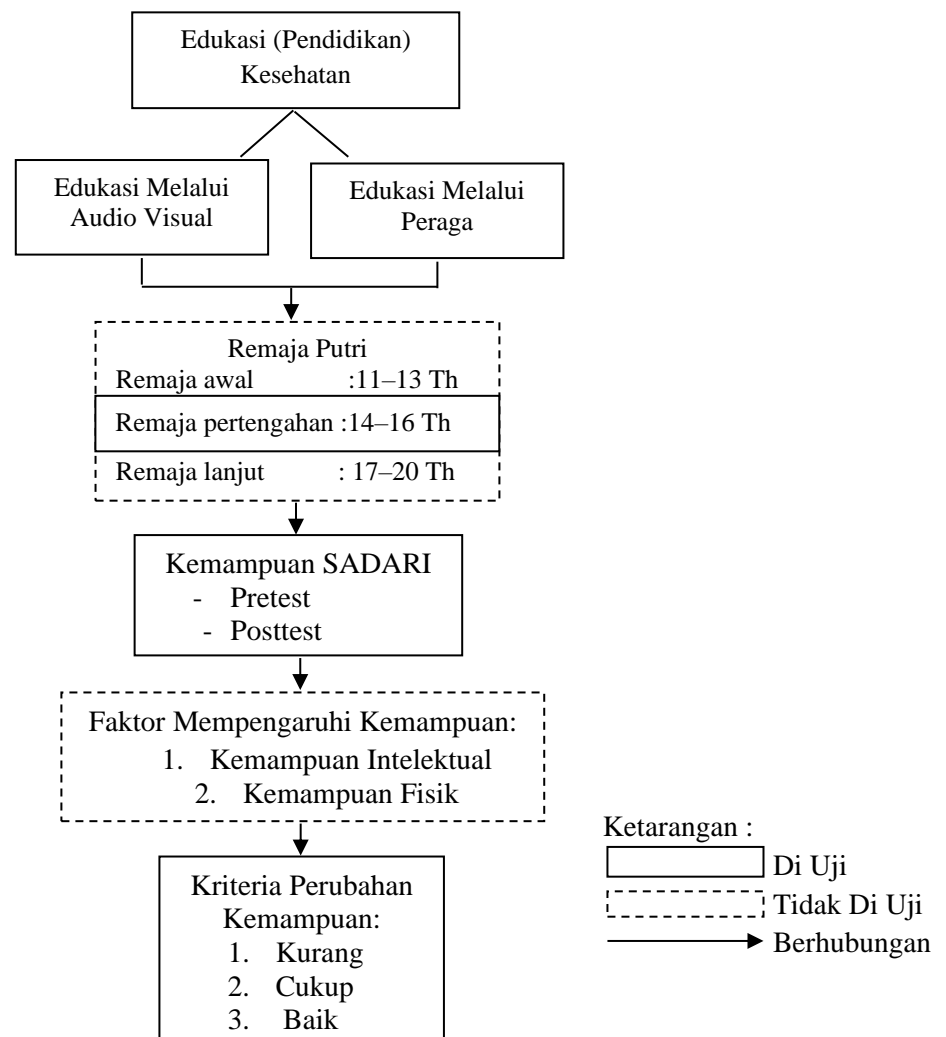 Edukasi (Pendidikan)
Kesehatan
Edukasi Melalui
Audio Visual
Edukasi Melalui
Peraga
Remaja Putri
Remaja awal :11–13 Th
Remaja pertengahan :14–16 Th
Remaja lanjut : 17–20 Th
Kemampuan SADARI
- Pretest
- Posttest
Faktor Mempengaruhi Kemampuan:
1. Kemampuan Intelektual
2. Kemampuan Fisik
Kriteria Perubahan
Kemampuan:
1. Kurang
2. Cukup
3. Baik
Ketarangan :
Di Uji
Tidak Di Uji
Berhubungan